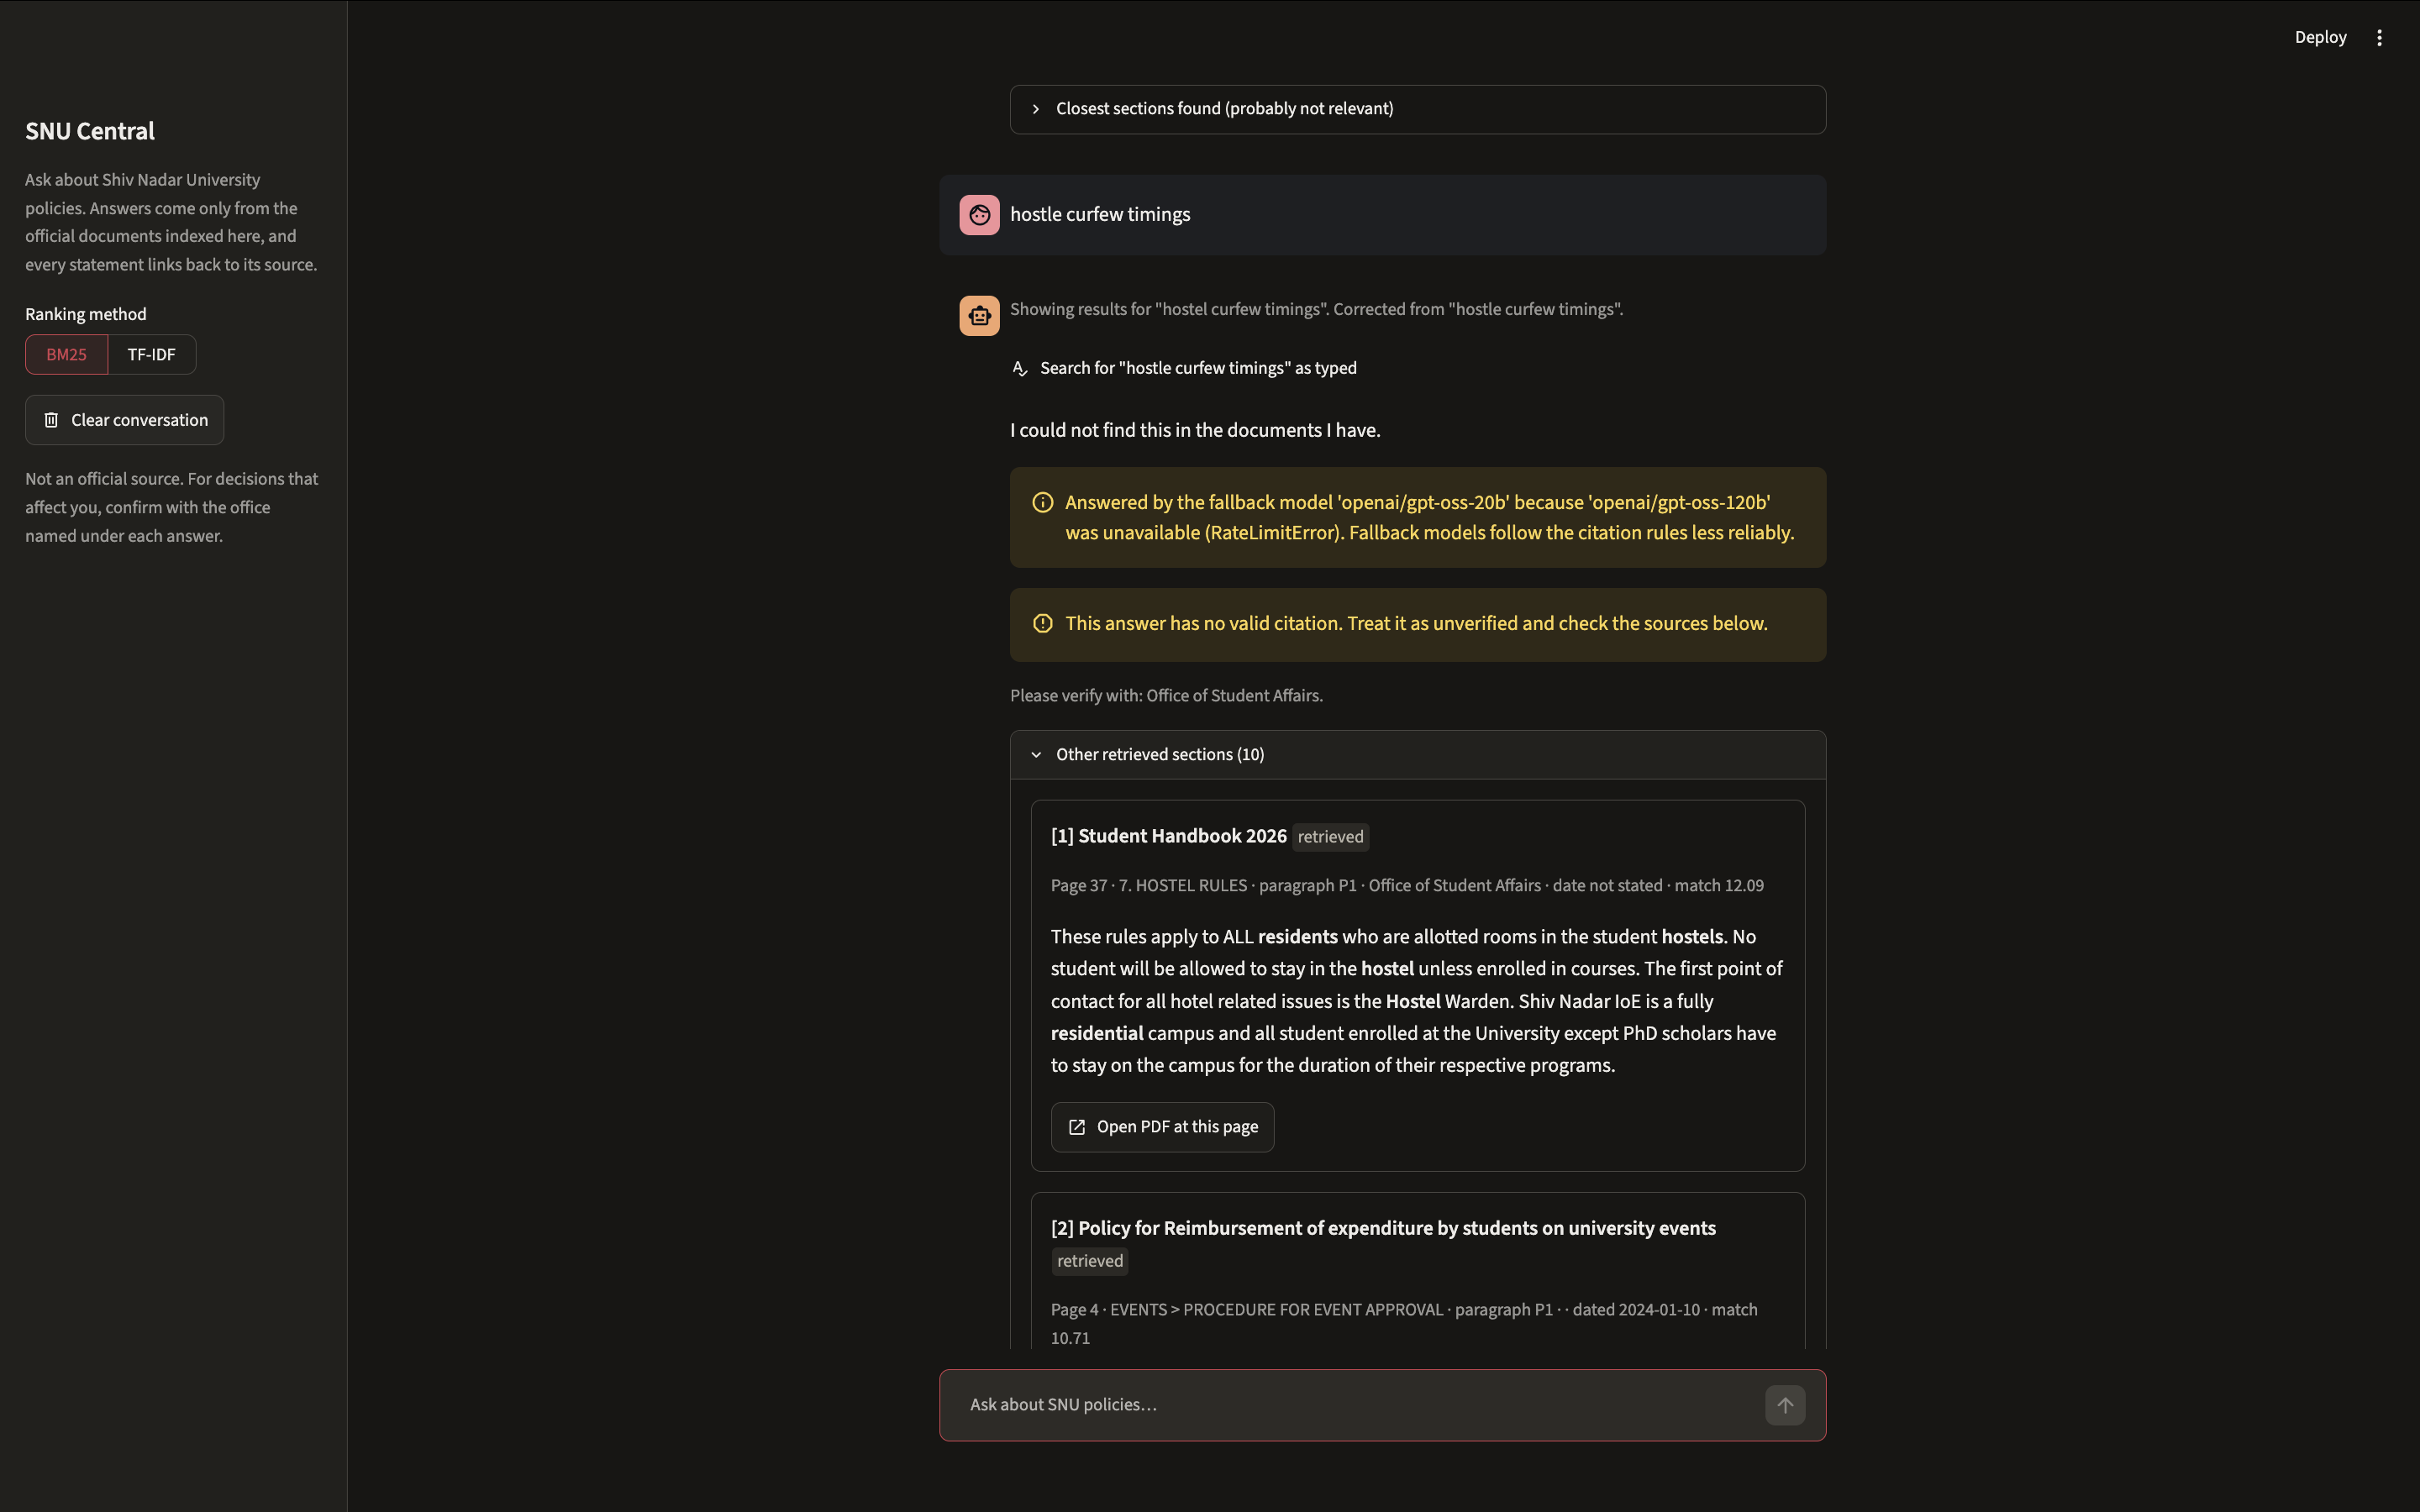 Deploy
SNU Central
Ask about Shiv Nadar University
policies. Answers come only from the
official documents indexed here, and
every statement links back to its source.
Ranking method
BM25 TF-IDF
Clear conversation
Not an official source. For decisions that
affect you, confirm with the office
named under each answer.
Closest sections found (probably not relevant)
hostle curfew timings
Showing results for "hostel curfew timings". Corrected from "hostle curfew timings".
Search for "hostle curfew timings" as typed
I could not find this in the documents I have.
Answered by the fallback model 'openai/gpt-oss-20b' because 'openai/gpt-oss-120b'
was unavailable (RateLimitError). Fallback models follow the citation rules less reliably.
This answer has no valid citation. Treat it as unverified and check the sources below.
Please verify with: Office of Student Affairs.
Other retrieved sections (10)
[1] Student Handbook 2026 retrieved
Page 37 · 7. HOSTEL RULES · paragraph P1 · Office of Student Affairs · date not stated · match 12.09
These rules apply to ALL residents who are allotted rooms in the student hostels. No
student will be allowed to stay in the hostel unless enrolled in courses. The first point of
contact for all hotel related issues is the Hostel Warden. Shiv Nadar IoE is a fully
residential campus and all student enrolled at the University except PhD scholars have
to stay on the campus for the duration of their respective programs.
Open PDF at this page
[2] Policy for Reimbursement of expenditure by students on university events
retrieved
Page 4 · EVENTS > PROCEDURE FOR EVENT APPROVAL · paragraph P1 · · dated 2024-01-10 · match
10.71
Ask about SNU policies…